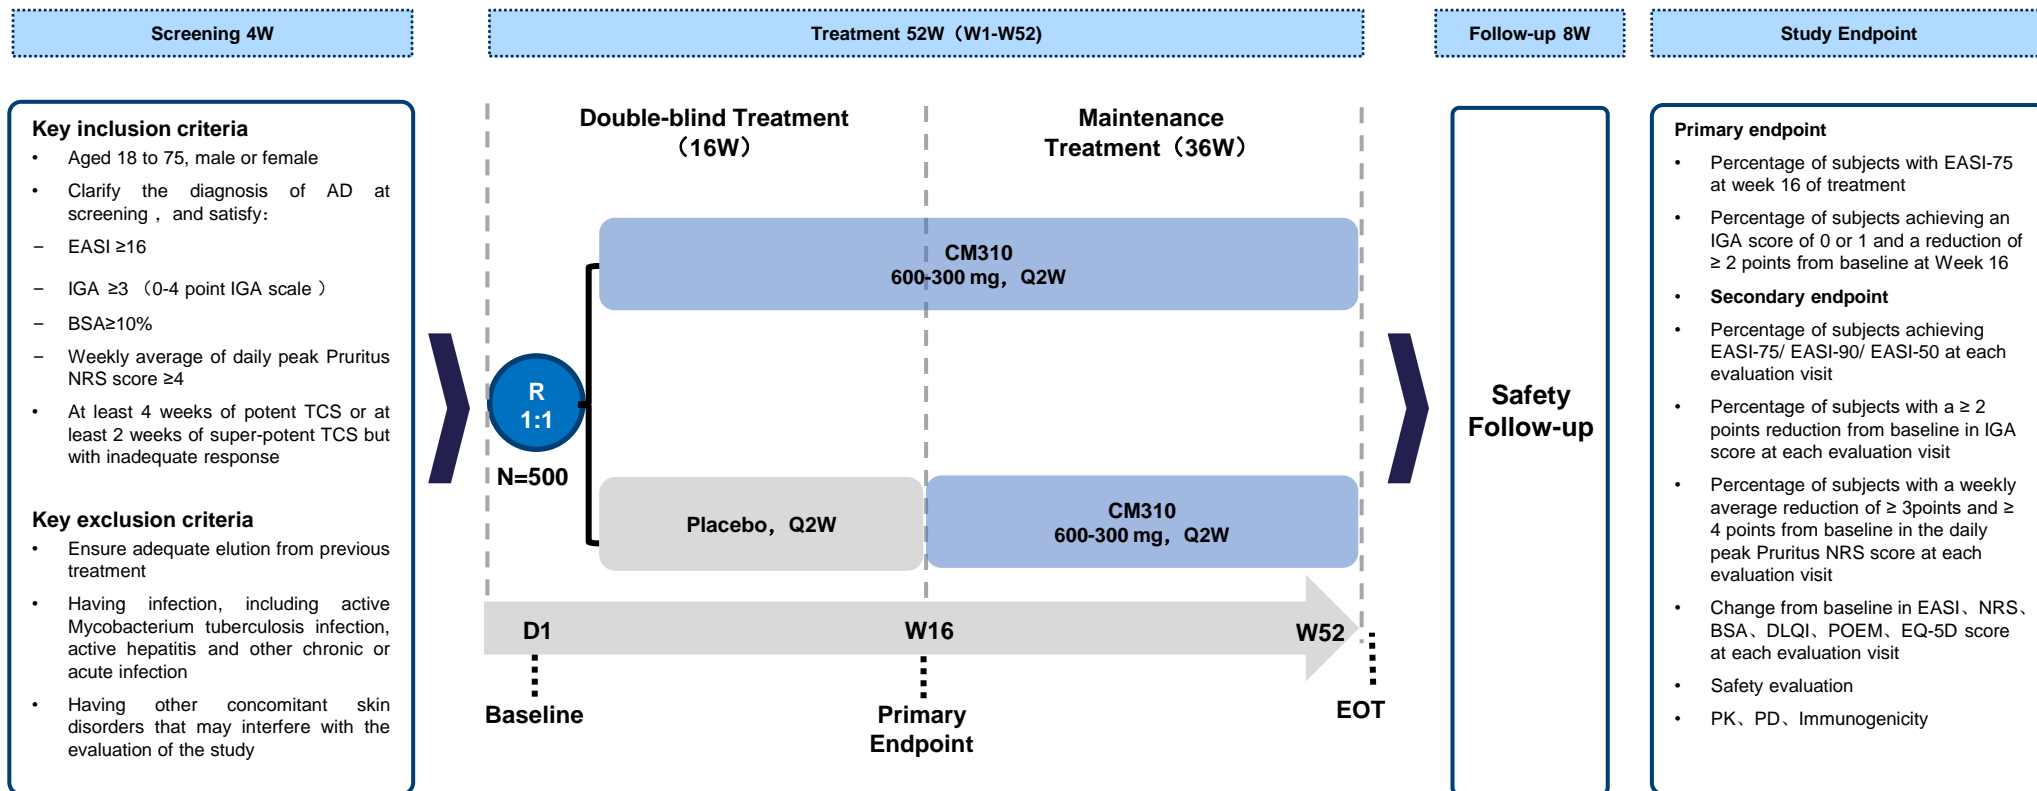 Screening 4W
Treatment 52W（W1-W52)
Follow-up 8W
Study Endpoint
Key inclusion criteria
• Aged 18 to 75, male or female
• Clarify the diagnosis of AD at
screening， and satisfy：
– EASI ≥16
– IGA ≥3 （0-4 point IGA scale ）
– BSA≥10%
– Weekly average of daily peak Pruritus
NRS score ≥4
• At least 4 weeks of potent TCS or at
least 2 weeks of super-potent TCS but
with inadequate response
Key exclusion criteria
• Ensure adequate elution from previous
treatment
• Having infection, including active
Mycobacterium tuberculosis infection,
active hepatitis and other chronic or
acute infection
• Having other concomitant skin
disorders that may interfere with the
evaluation of the study
Double-blind Treatment
（16W）
Maintenance
Treatment（36W）
CM310
600-300 mg，Q2W
R
1:1
N=500
Placebo，Q2W
CM310
600-300 mg，Q2W
D1
W16
W52
Baseline
Primary
Endpoint
EOT
Safety
Follow-up
Primary endpoint
• Percentage of subjects with EASI-75
at week 16 of treatment
• Percentage of subjects achieving an
IGA score of 0 or 1 and a reduction of
≥ 2 points from baseline at Week 16
• Secondary endpoint
• Percentage of subjects achieving
EASI-75/ EASI-90/ EASI-50 at each
evaluation visit
• Percentage of subjects with a ≥ 2
points reduction from baseline in IGA
score at each evaluation visit
• Percentage of subjects with a weekly
average reduction of ≥ 3points and ≥
4 points from baseline in the daily
peak Pruritus NRS score at each
evaluation visit
• Change from baseline in EASI、NRS、
BSA、DLQI、POEM、EQ-5D score
at each evaluation visit
• Safety evaluation
• PK、PD、Immunogenicity